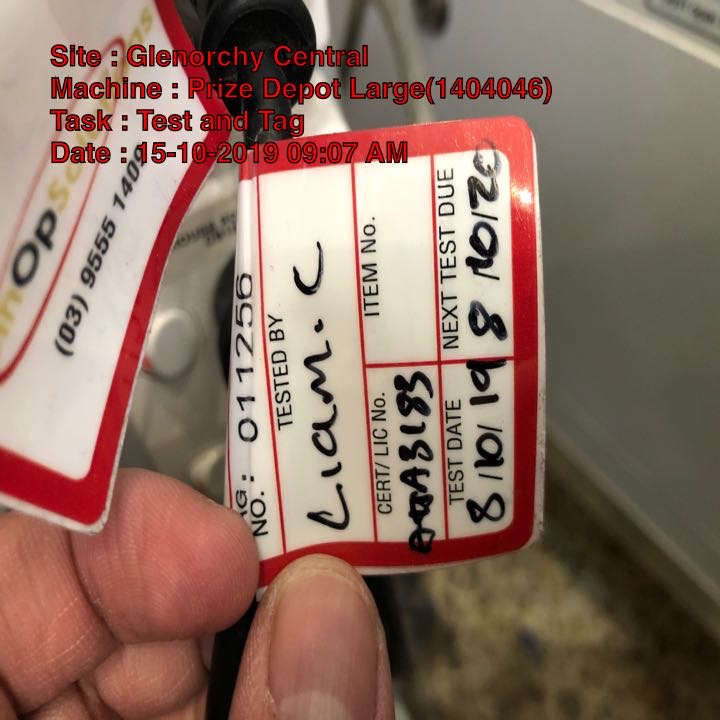 Site : Glenorchy Central
Machine : Prize Depot Large(1404046)
Task : Test and Tag
Date : 15-10-2019 09:07 AM
(03) 9555 1409
NO.: 011256
TESTED BY
Liam.C
ITEM No.
CERT/ LIC No.
TEST DATE
8/10/19
NEXT TEST DUE
8/10/20